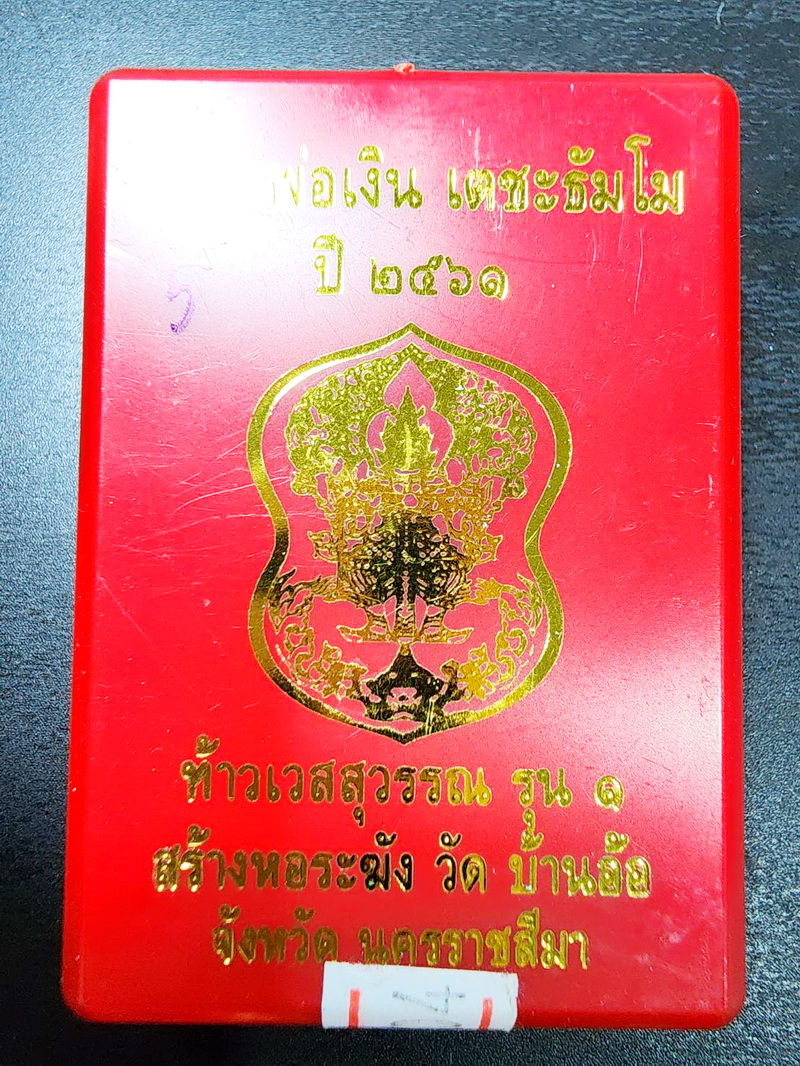 พ่อเงิน เตชะธัมโม
ปี ๒๕๖๑
ท้าวเวสสุวรรณ รุ่น ๑
สร้างหอระฆัง วัด บ้านอ้อ
จังหวัด นครราชสีมา